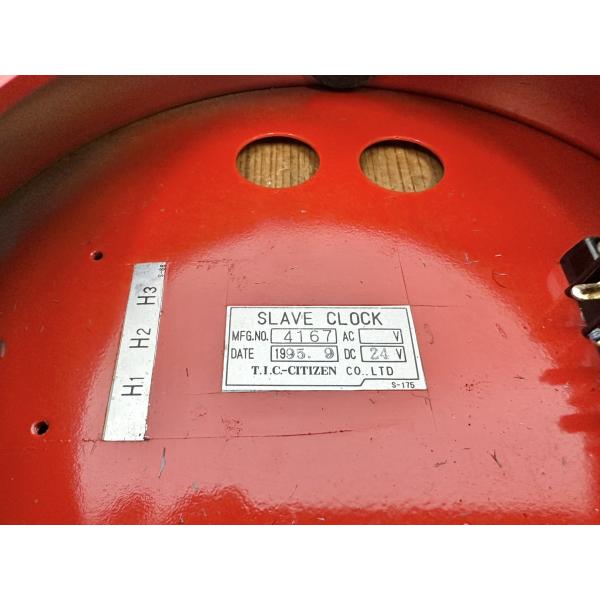 SLAVE CLOCK
MFG.NO. 4167 AC V
DATE 1995. 9 DC 24 V
T.I.C.-CITIZEN CO.,LTD
S-175
H1 H2 H3